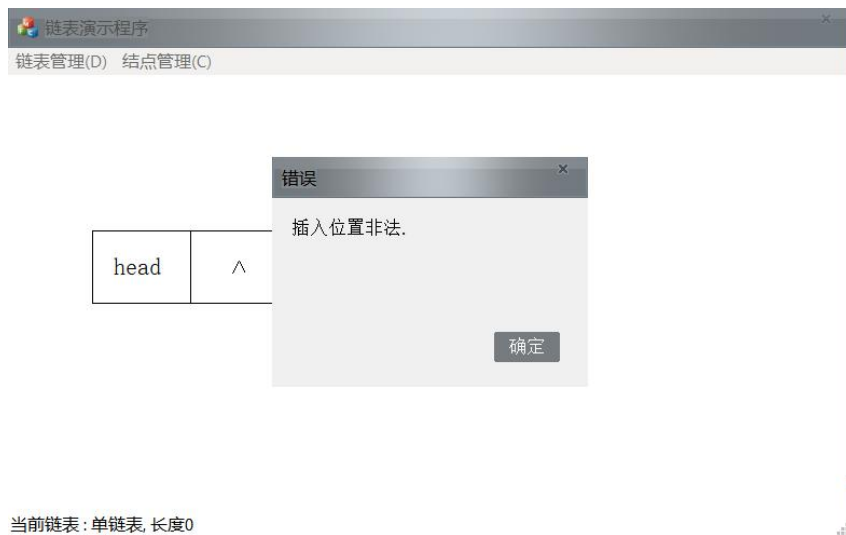 链表演示程序
链表管理(D) 结点管理(C)
错误
插入位置非法.
head ∧
确定
当前链表 : 单链表, 长度0